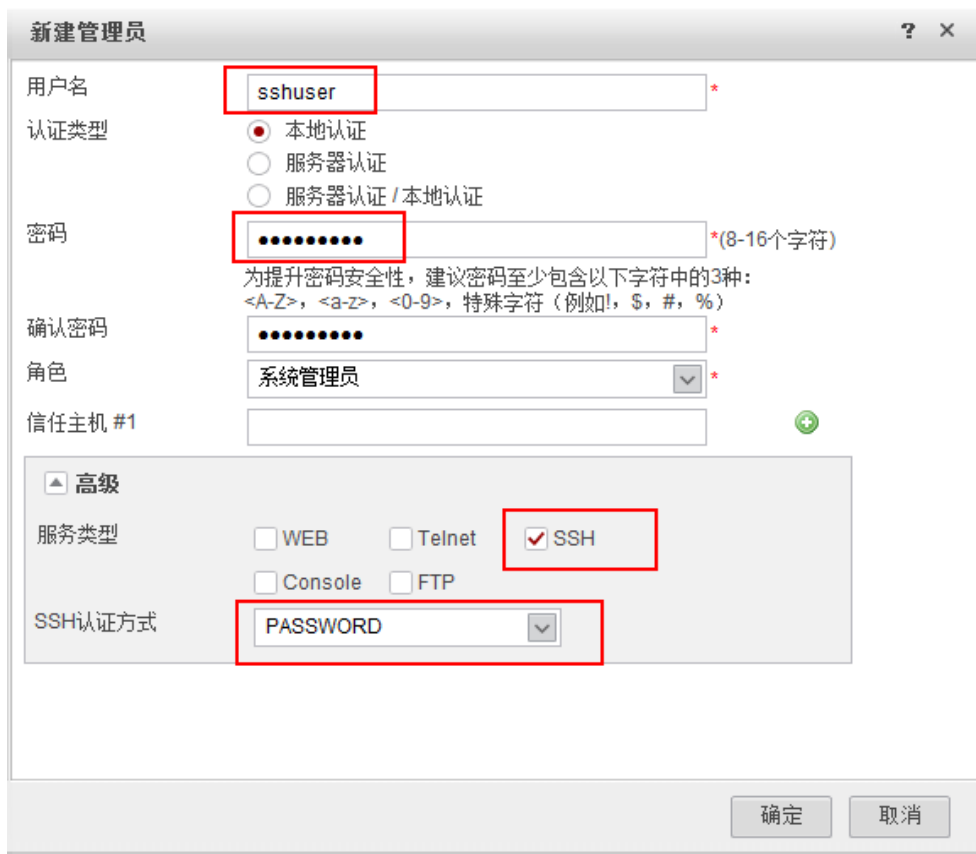 新建管理员 ? ×
用户名 sshuser *
认证类型 本地认证
服务器认证
服务器认证 / 本地认证
密码 ●●●●●●●●● *(8-16个字符)
为提升密码安全性，建议密码至少包含以下字符中的3种：
<A-Z>，<a-z>，<0-9>，特殊字符（例如!，$，#，%）
确认密码 ●●●●●●●●● *
角色 系统管理员 *
信任主机 #1
高级
服务类型 WEB Telnet SSH
Console FTP
SSH认证方式 PASSWORD
确定 取消